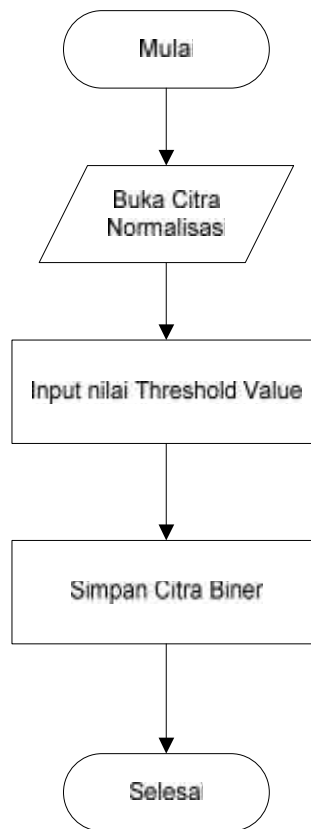 Mulai
Buka Citra
Normalisasi
Input nilai Threshold Value
Simpan Citra Biner
Selesai